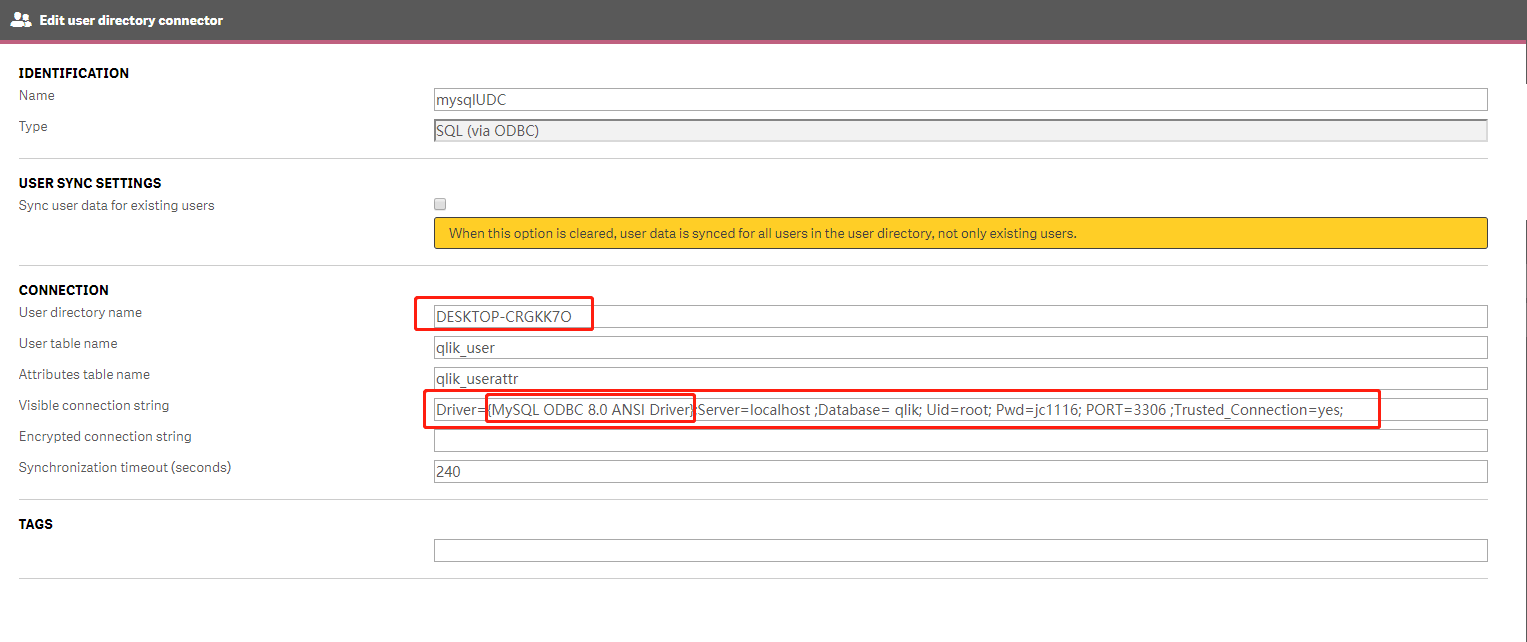 Edit user directory connector
IDENTIFICATION
Name
mysqlUDC
Type
SQL (via ODBC)
USER SYNC SETTINGS
Sync user data for existing users
When this option is cleared, user data is synced for all users in the user directory, not only existing users.
CONNECTION
User directory name
DESKTOP-CRGKK7O
User table name
qlik_user
Attributes table name
qlik_userattr
Visible connection string
Driver={MySQL ODBC 8.0 ANSI Driver};Server=localhost ;Database= qlik; Uid=root; Pwd=jc1116; PORT=3306 ;Trusted_Connection=yes;
Encrypted connection string
Synchronization timeout (seconds)
240
TAGS